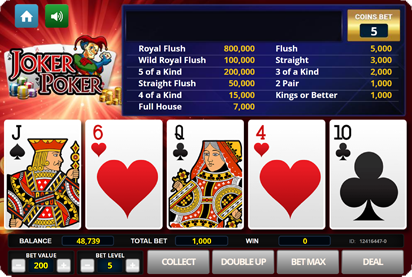 COINS BET
5
JOKER
POKER
Royal Flush 800,000 Flush 5,000
Wild Royal Flush 100,000 Straight 3,000
5 of a Kind 200,000 3 of a Kind 2,000
Straight Flush 50,000 2 Pair 1,000
4 of a Kind 15,000 Kings or Better 1,000
Full House 7,000
J 6 Q 4 10
BALANCE 48,739 TOTAL BET 1,000 WIN 0 ID: 12416447-0
BET VALUE BET LEVEL
- 200 + - 5 + COLLECT DOUBLE UP BET MAX DEAL